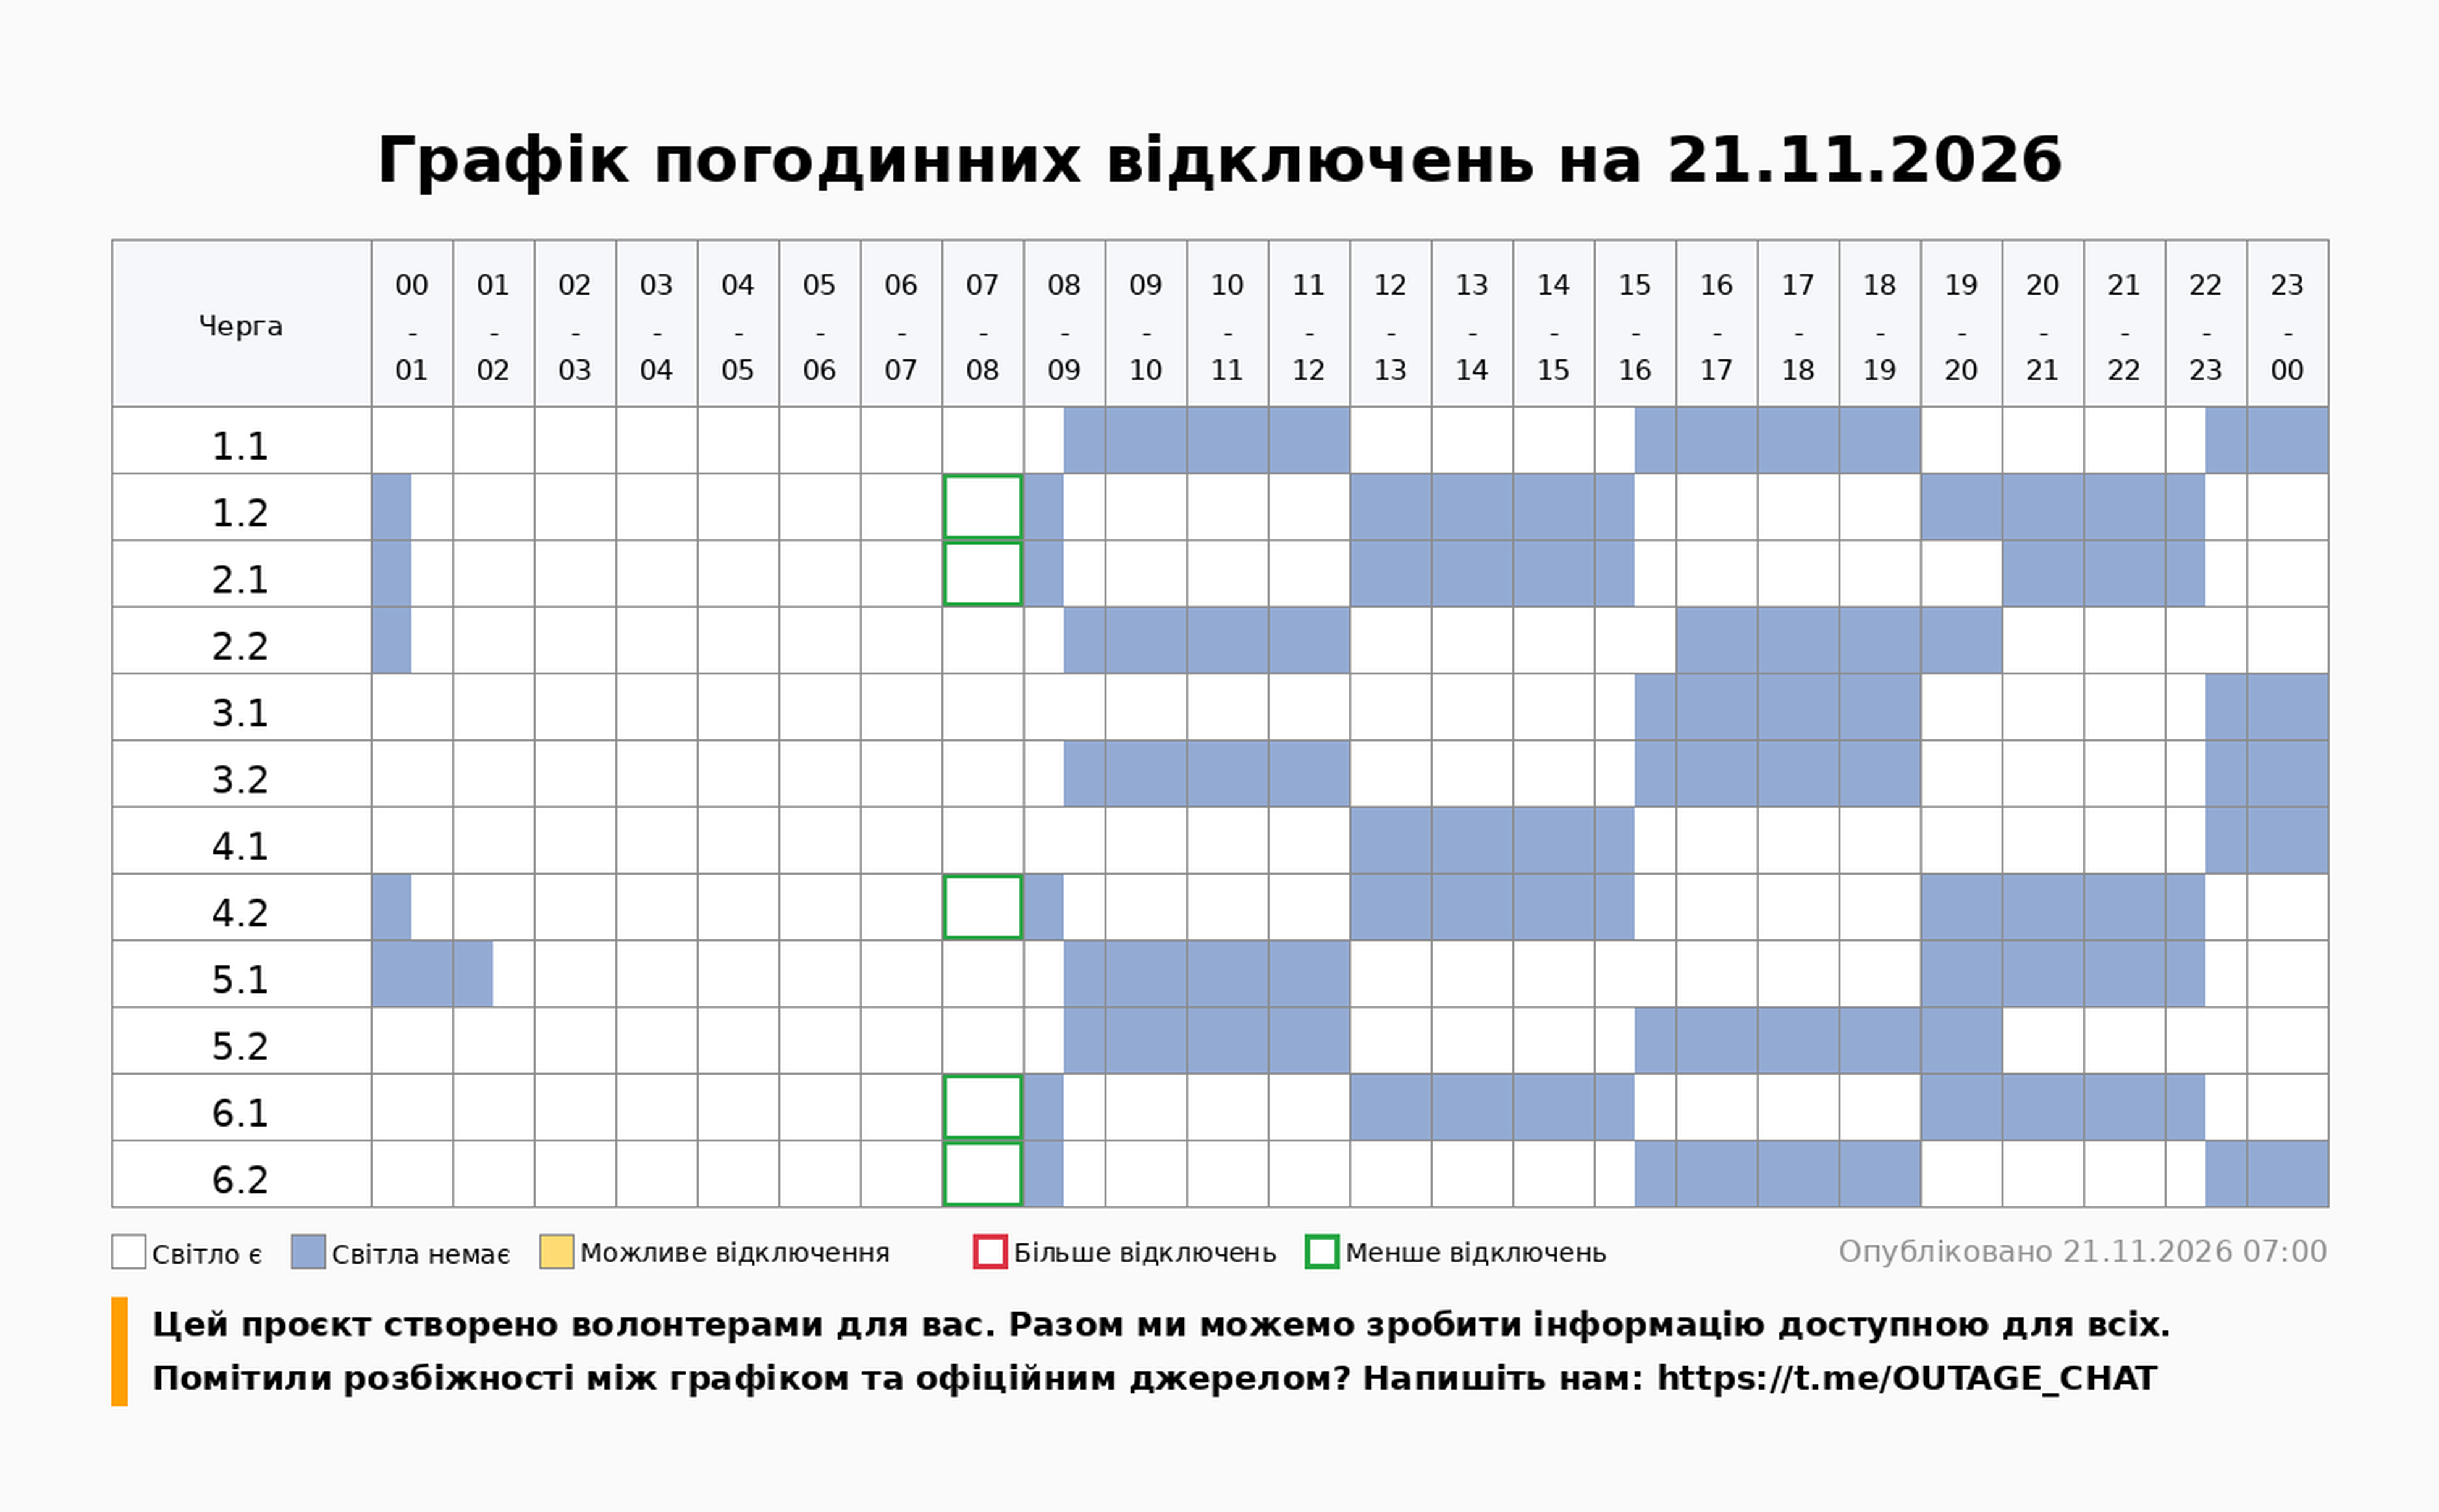 Графік погодинних відключень на 21.11.2026
Черга
00 - 01
01 - 02
02 - 03
03 - 04
04 - 05
05 - 06
06 - 07
07 - 08
08 - 09
09 - 10
10 - 11
11 - 12
12 - 13
13 - 14
14 - 15
15 - 16
16 - 17
17 - 18
18 - 19
19 - 20
20 - 21
21 - 22
22 - 23
23 - 00
1.1
1.2
2.1
2.2
3.1
3.2
4.1
4.2
5.1
5.2
6.1
6.2
Світло є Світла немає Можливе відключення Більше відключень Менше відключень Опубліковано 21.11.2026 07:00
Цей проєкт створено волонтерами для вас. Разом ми можемо зробити інформацію доступною для всіх.
Помітили розбіжності між графіком та офіційним джерелом? Напишіть нам: https://t.me/OUTAGE_CHAT